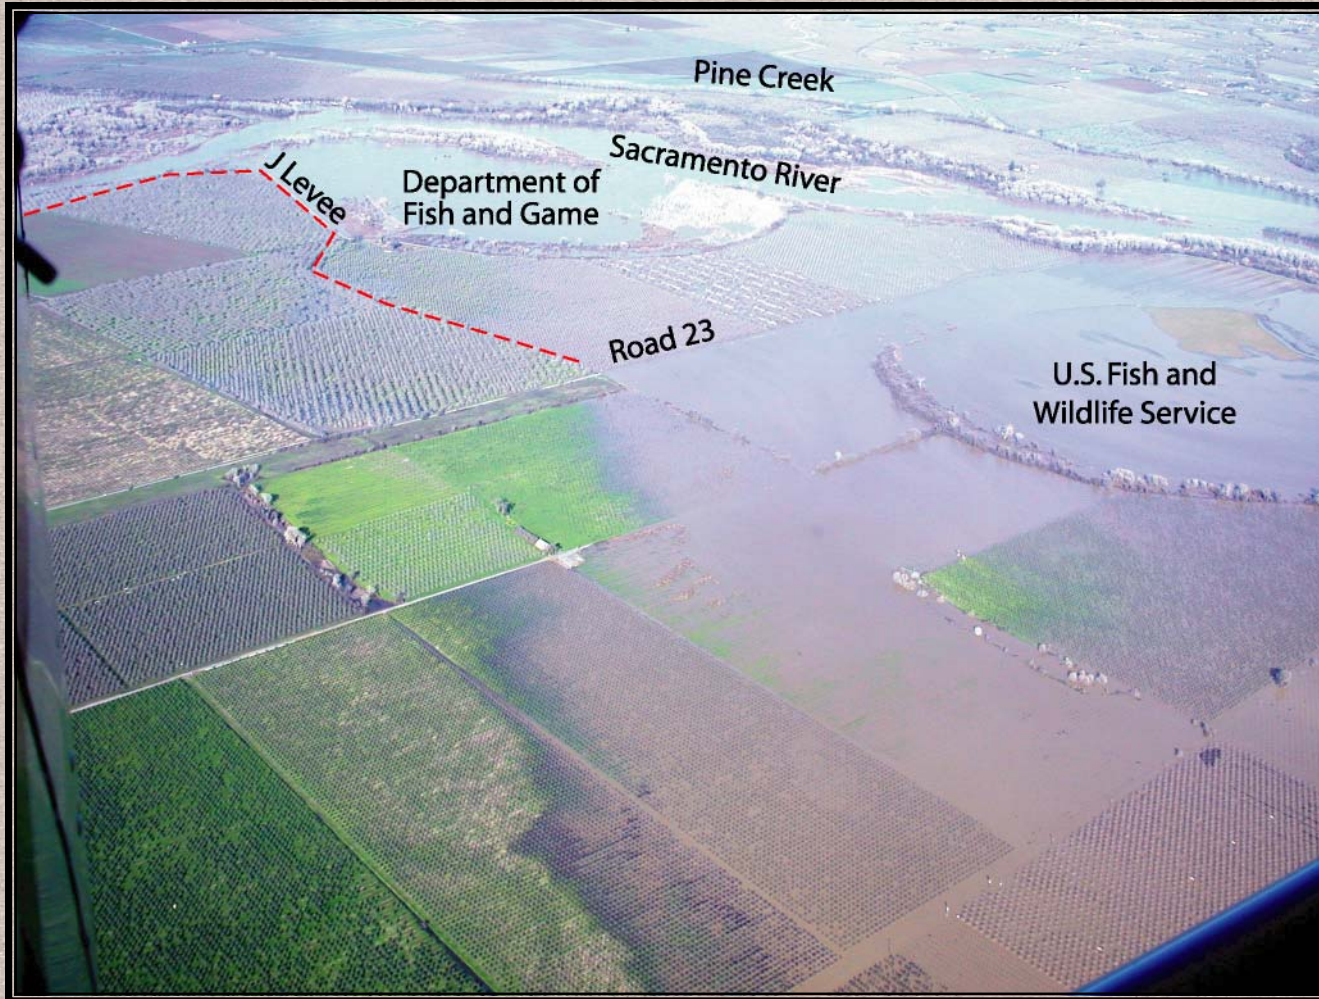 Pine Creek
Sacramento River
J Levee
Department of
Fish and Game
Road 23
U.S. Fish and
Wildlife Service